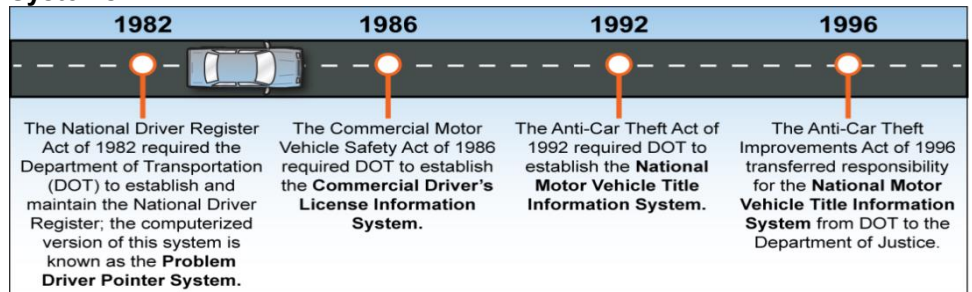 1982
1986
1992
1996
The National Driver Register
Act of 1982 required the
Department of Transportation
(DOT) to establish and
maintain the National Driver
Register; the computerized
version of this system is
known as the Problem
Driver Pointer System.
The Commercial Motor
Vehicle Safety Act of 1986
required DOT to establish
the Commercial Driver's
License Information
System.
The Anti-Car Theft Act of
1992 required DOT to
establish the National
Motor Vehicle Title
Information System.
The Anti-Car Theft
Improvements Act of 1996
transferred responsibility
for the National Motor
Vehicle Title Information
System from DOT to the
Department of Justice.